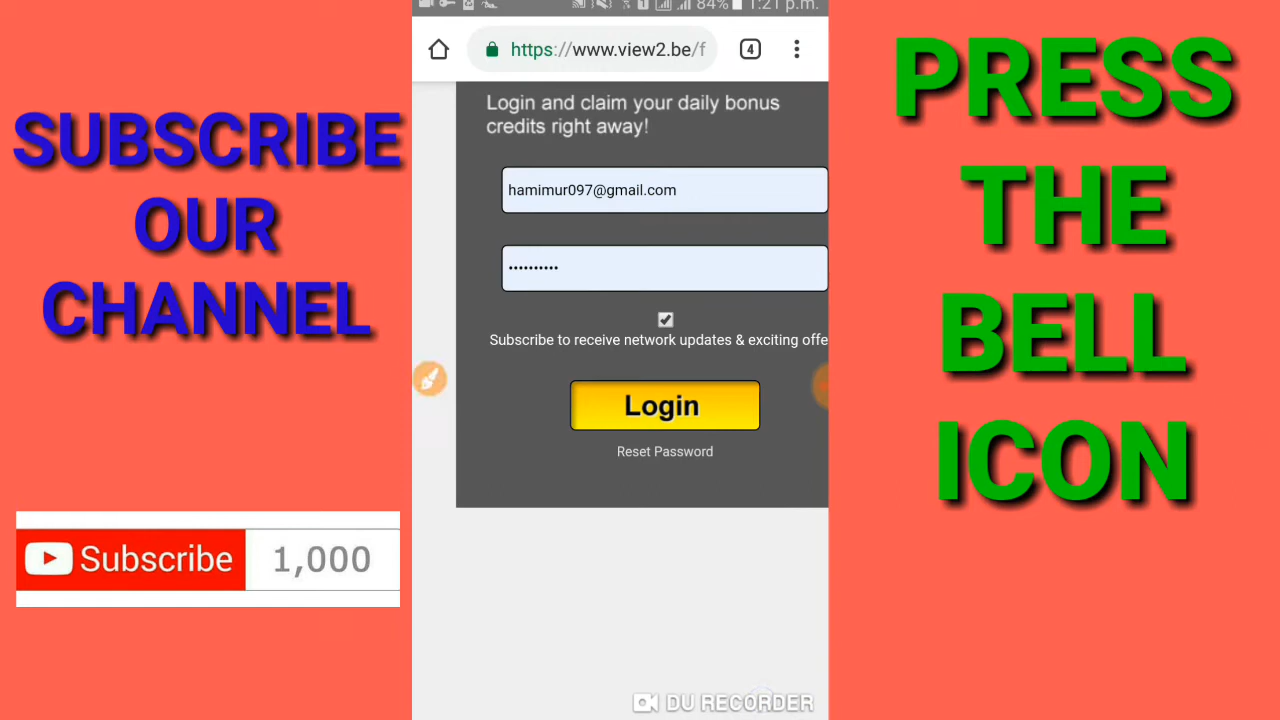 SUBSCRIBE
OUR
CHANNEL
Subscribe 1,000
84% 1:21 p.m.
https://www.view2.be/f 4
Login and claim your daily bonus
credits right away!
hamimur097@gmail.com
••••••••••
Subscribe to receive network updates & exciting offe
Login
Reset Password
DU RECORDER
PRESS
THE
BELL
ICON